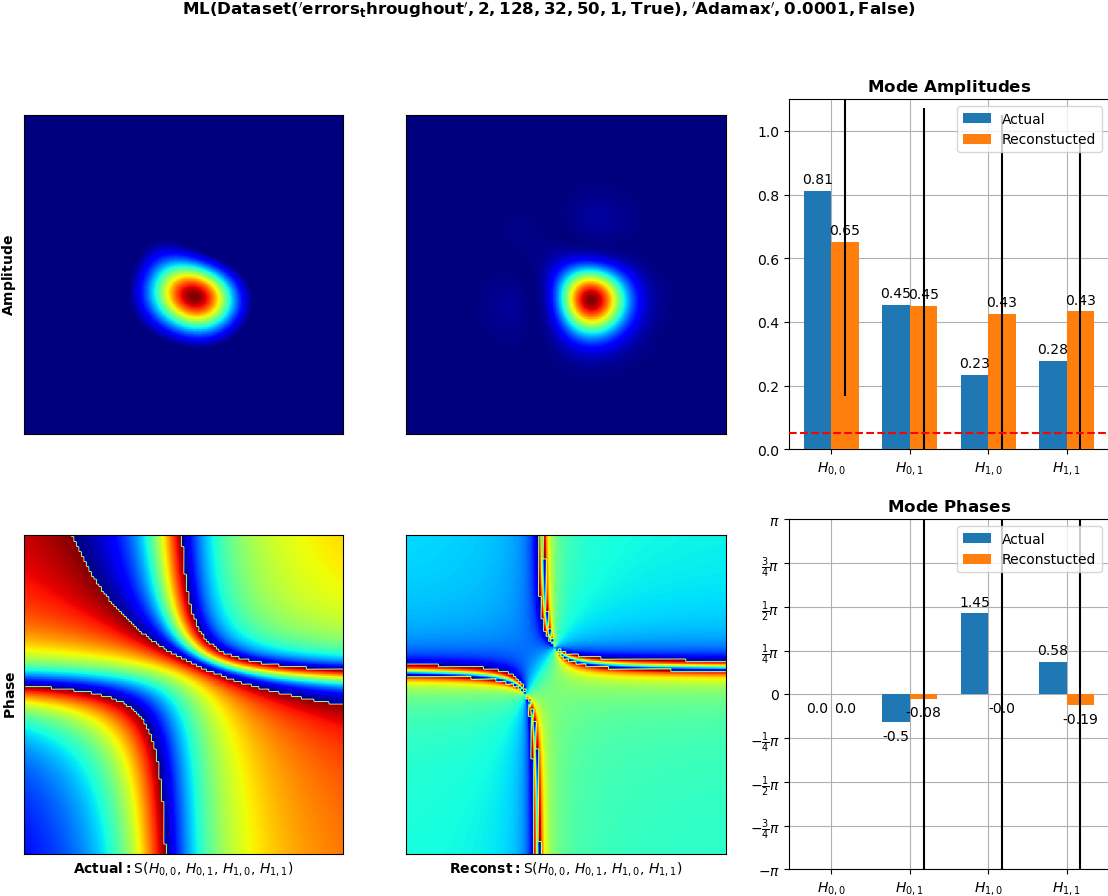 ML(Dataset('errors_throughout', 2, 128, 32, 50, 1, True), 'Adamax', 0.0001, False)
Amplitude
Mode Amplitudes
Actual
Reconstucted
1.0
0.8
0.6
0.4
0.2
0.0
0.81
0.65
0.45
0.45
0.23
0.43
0.28
0.43
H0,0
H0,1
H1,0
H1,1
Phase
Actual: S(H0,0, H0,1, H1,0, H1,1)
Reconst: S(H0,0, H0,1, H1,0, H1,1)
Mode Phases
Actual
Reconstucted
π
3/4π
1/2π
1/4π
0
−1/4π
−1/2π
−3/4π
−π
0.0
0.0
-0.5
-0.08
1.45
-0.0
0.58
-0.19
H0,0
H0,1
H1,0
H1,1